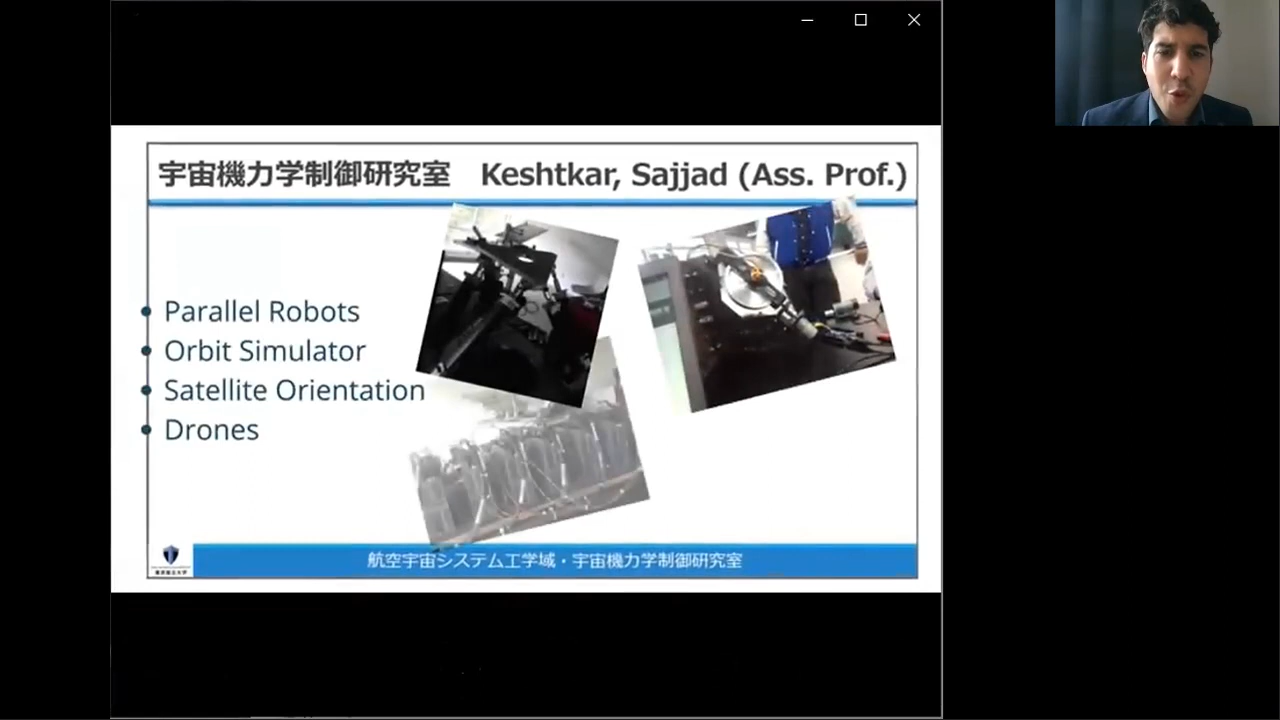 宇宙機力学制御研究室 Keshtkar, Sajjad (Ass. Prof.)
• Parallel Robots
• Orbit Simulator
• Satellite Orientation
• Drones
航空宇宙システム工学域・宇宙機力学制御研究室